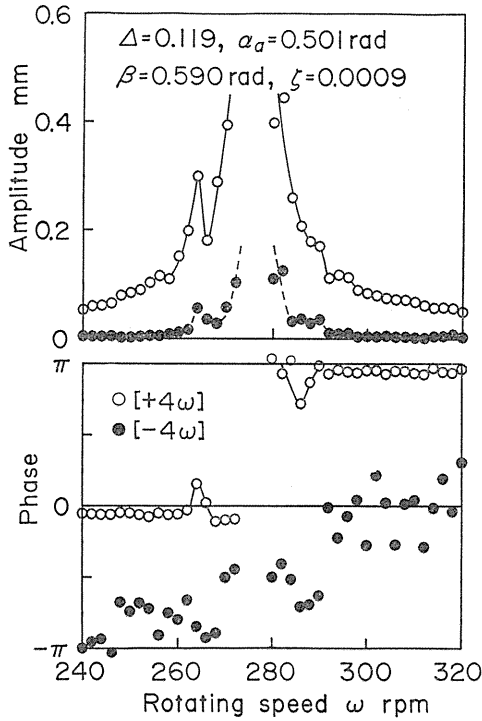 Δ=0.119, αₐ=0.501 rad
β=0.590 rad, ζ=0.0009
Amplitude mm
0.6
0.4
0.2
0
Phase
π
0
-π
[+4ω]
[-4ω]
240 260 280 300 320
Rotating speed ω rpm